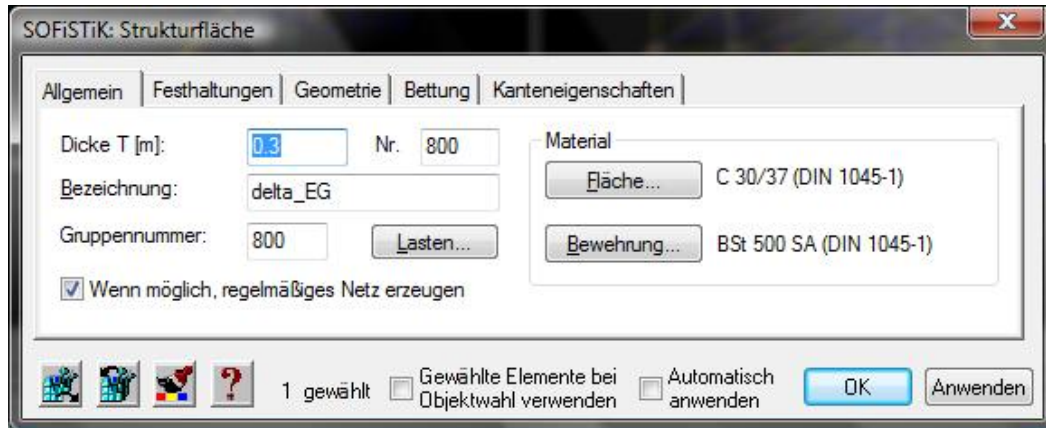 SOFiSTiK: Strukturfläche
Allgemein Festhaltungen Geometrie Bettung Kanteneigenschaften
Dicke T [m]: 0.3 Nr. 800
Bezeichnung: delta_EG
Gruppennummer: 800 Lasten...
Wenn möglich, regelmäßiges Netz erzeugen
Material
Fläche... C 30/37 (DIN 1045-1)
Bewehrung... BSt 500 SA (DIN 1045-1)
1 gewählt
Gewählte Elemente bei
Objektwahl verwenden
Automatisch
anwenden
OK
Anwenden